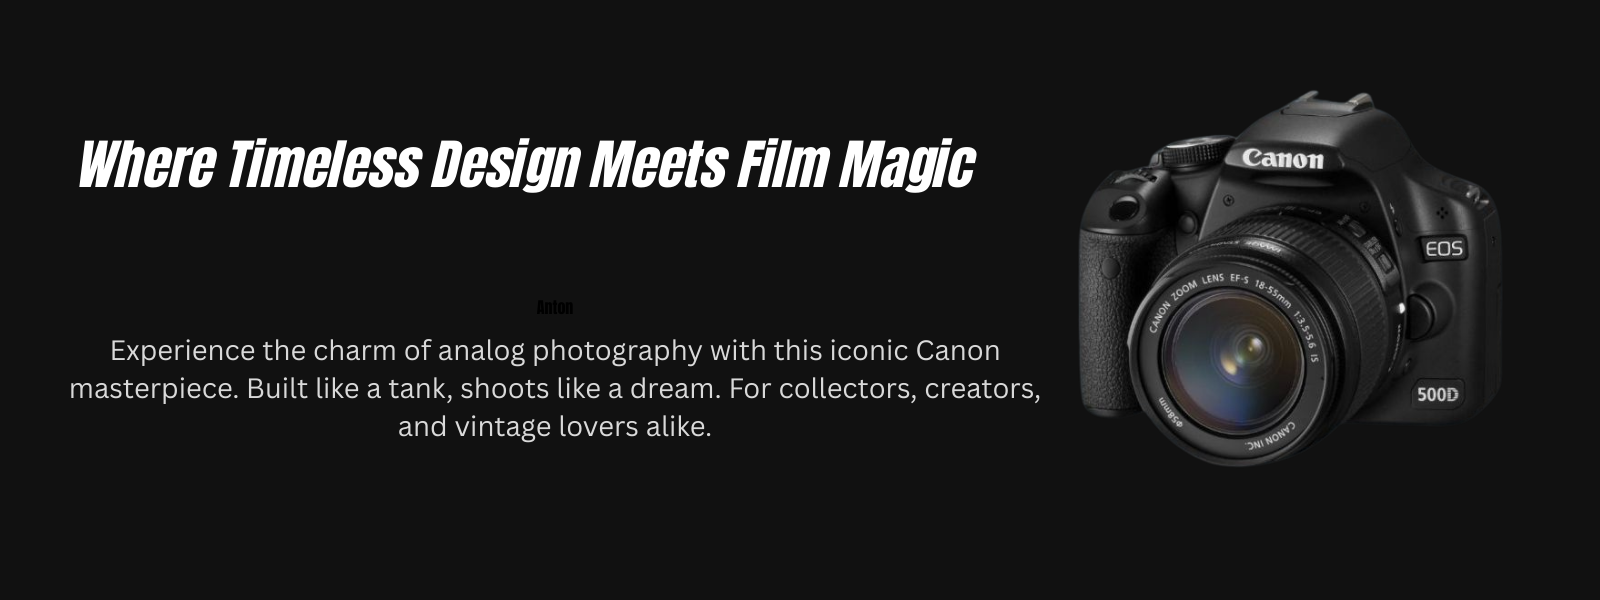 Where Timeless Design Meets Film Magic
Anton
Experience the charm of analog photography with this iconic Canon
masterpiece. Built like a tank, shoots like a dream. For collectors, creators,
and vintage lovers alike.
Canon
EOS
CANON ZOOM LENS EF-S 18-55mm 1:3.5-5.6 IS
500D
Φ58mm
CANON INC.